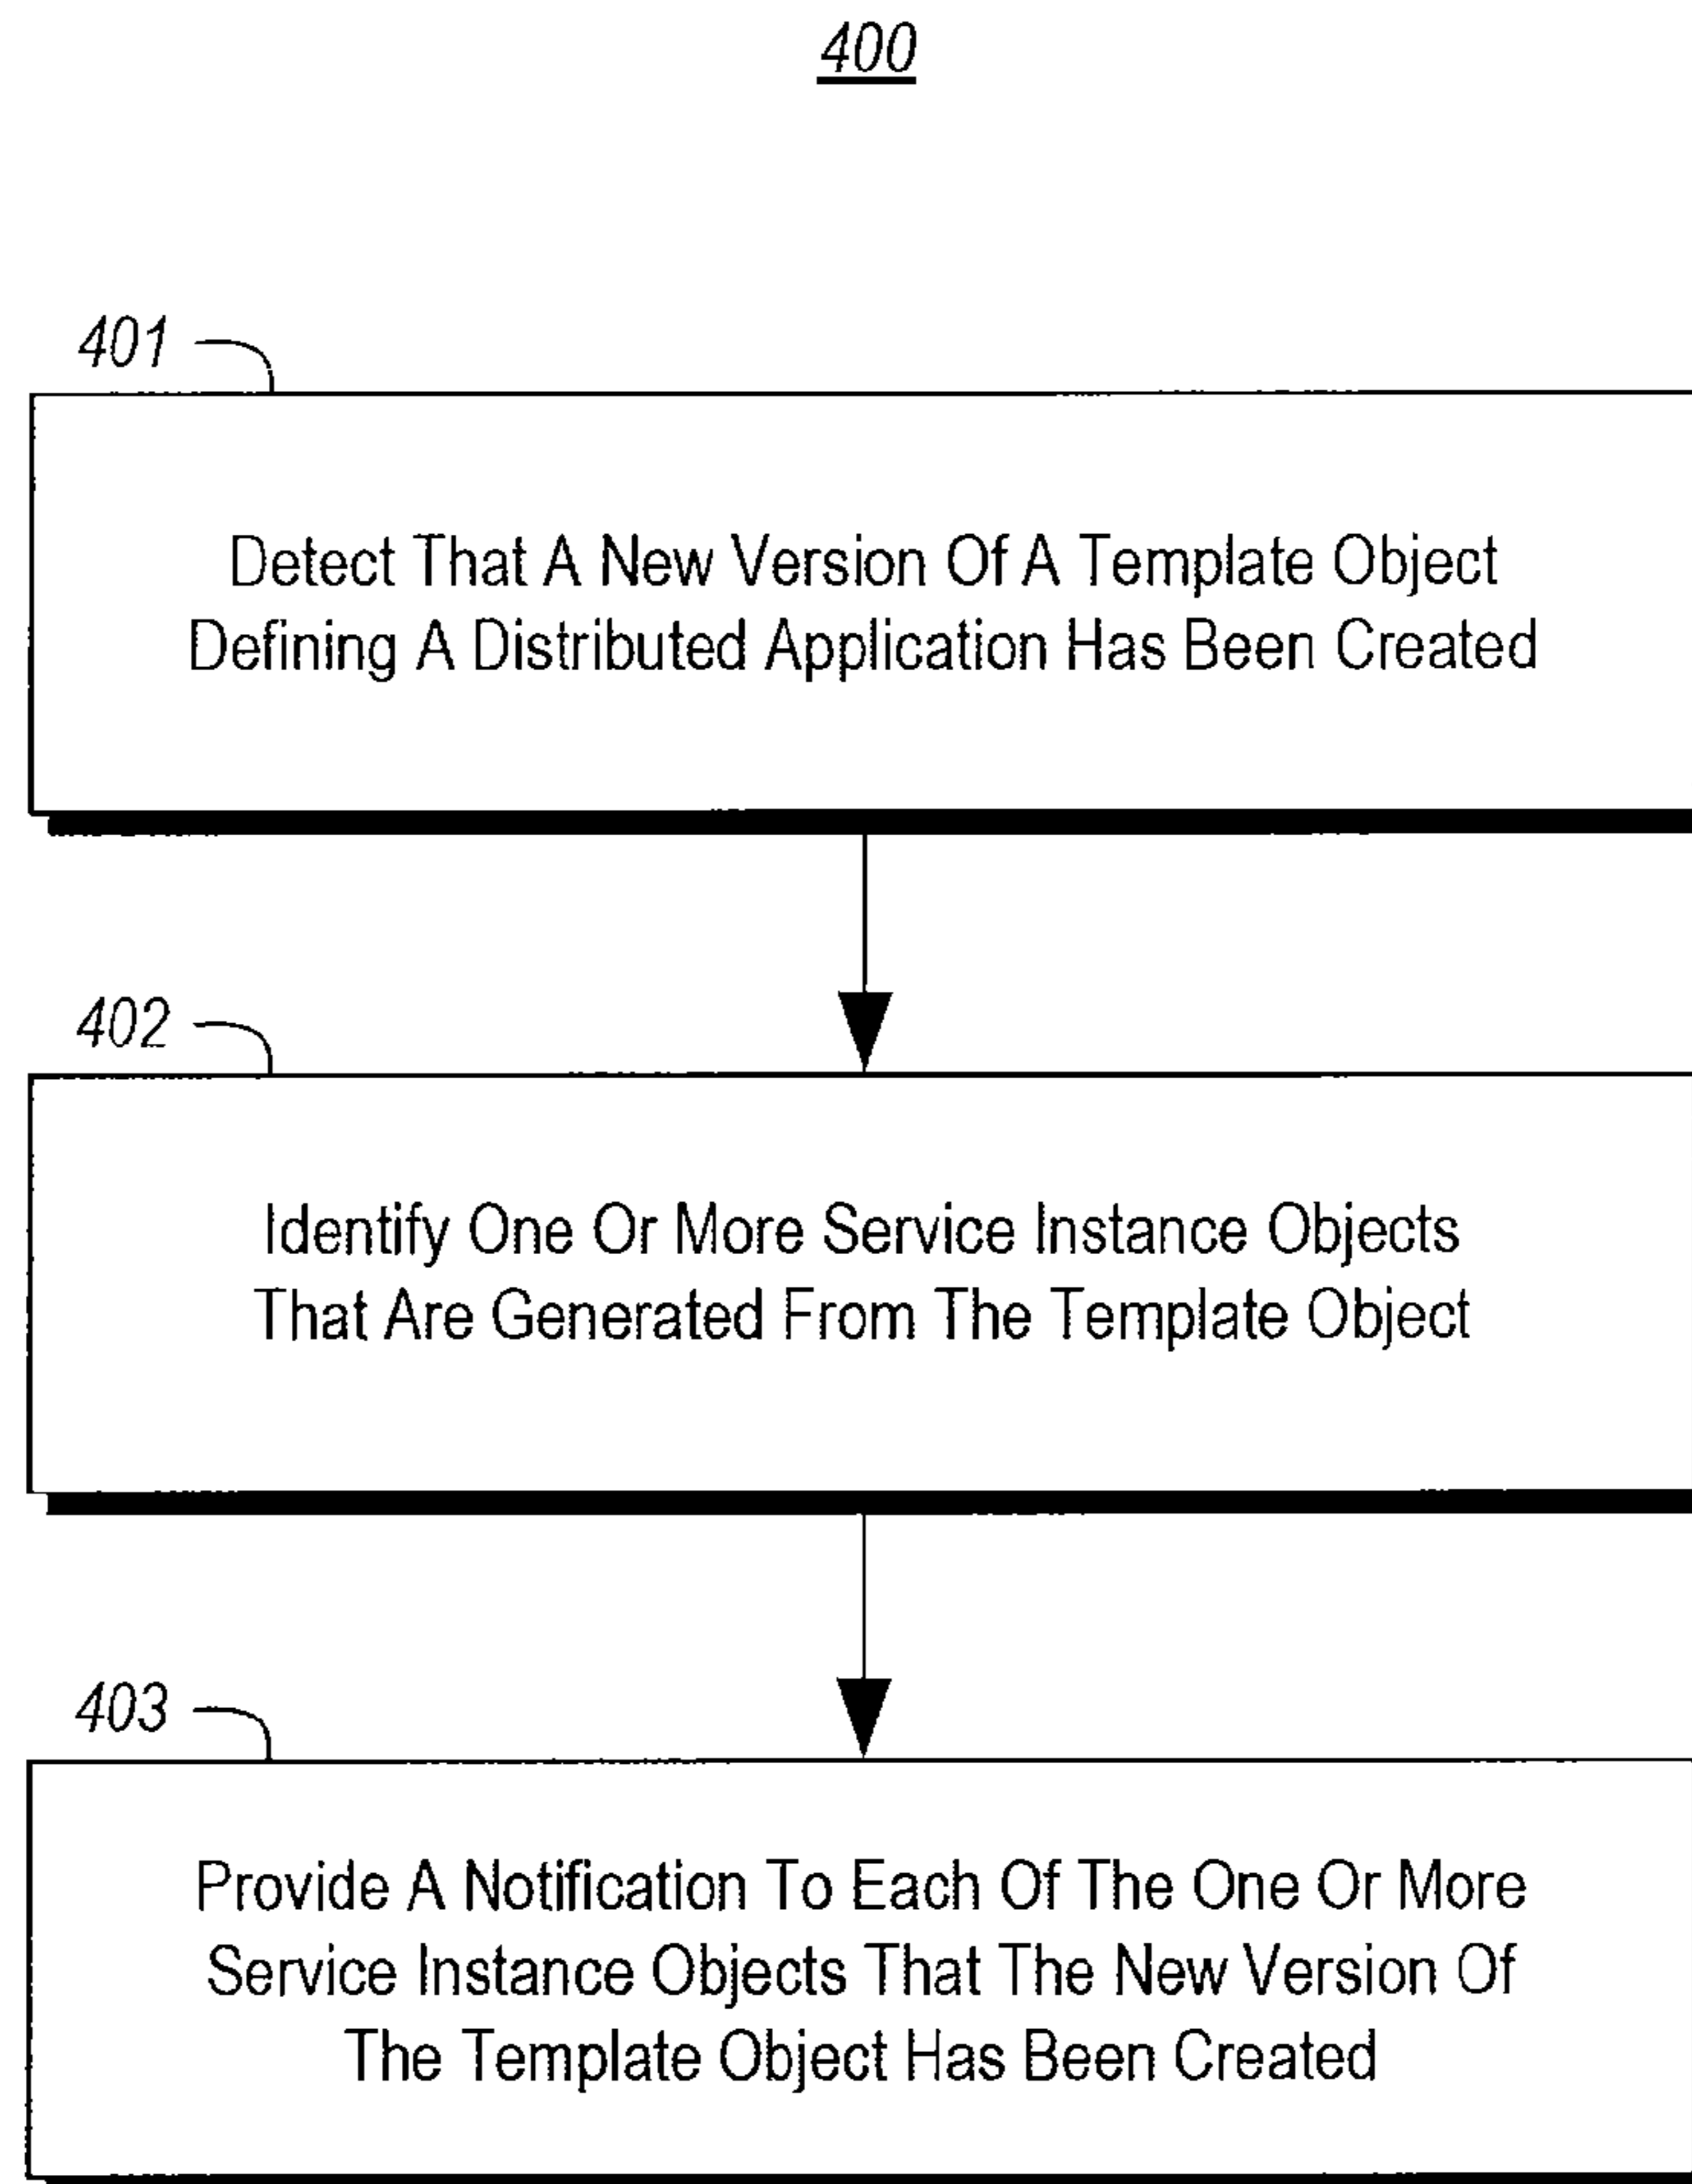 400
401
Detect That A New Version Of A Template Object
Defining A Distributed Application Has Been Created
402
Identify One Or More Service Instance Objects
That Are Generated From The Template Object
403
Provide A Notification To Each Of The One Or More
Service Instance Objects That The New Version Of
The Template Object Has Been Created